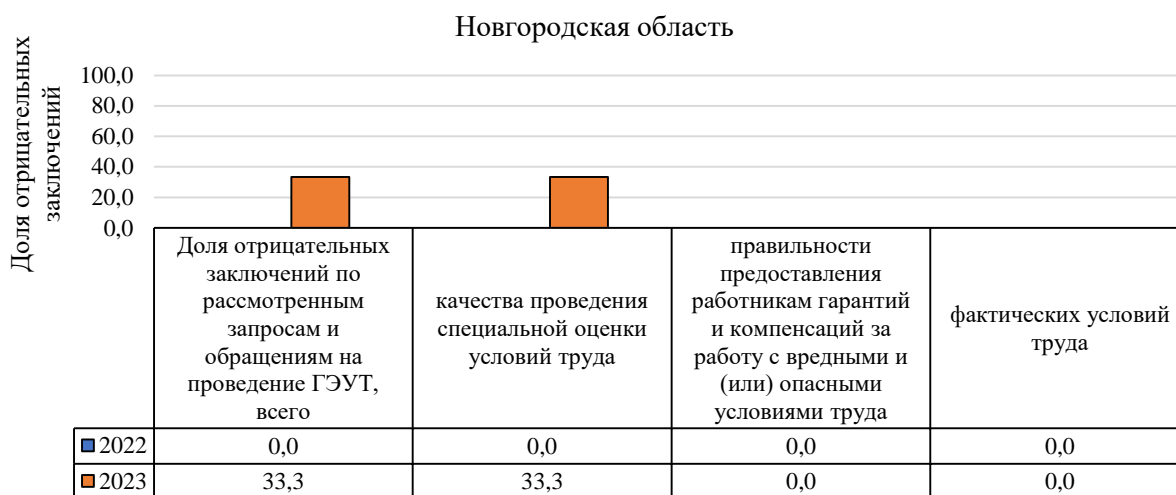 Новгородская область
Доля отрицательных
заключений
100,0
80,0
60,0
40,0
20,0
0,0
Доля отрицательных
заключений по
рассмотренным
запросам и
обращениям на
проведение ГЭУТ,
всего
качества проведения
специальной оценки
условий труда
правильности
предоставления
работникам гарантий
и компенсаций за
работу с вредными и
(или) опасными
условиями труда
фактических условий
труда
2022 0,0 0,0 0,0 0,0
2023 33,3 33,3 0,0 0,0